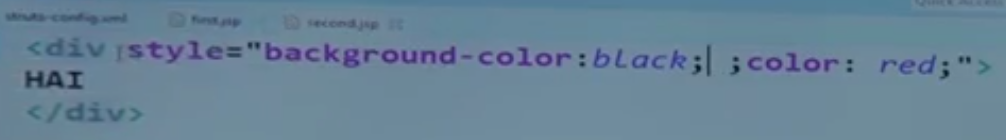 struts-config.xml first.jsp second.jsp
<div style="background-color:black; ;color: red;">
HAI
</div>